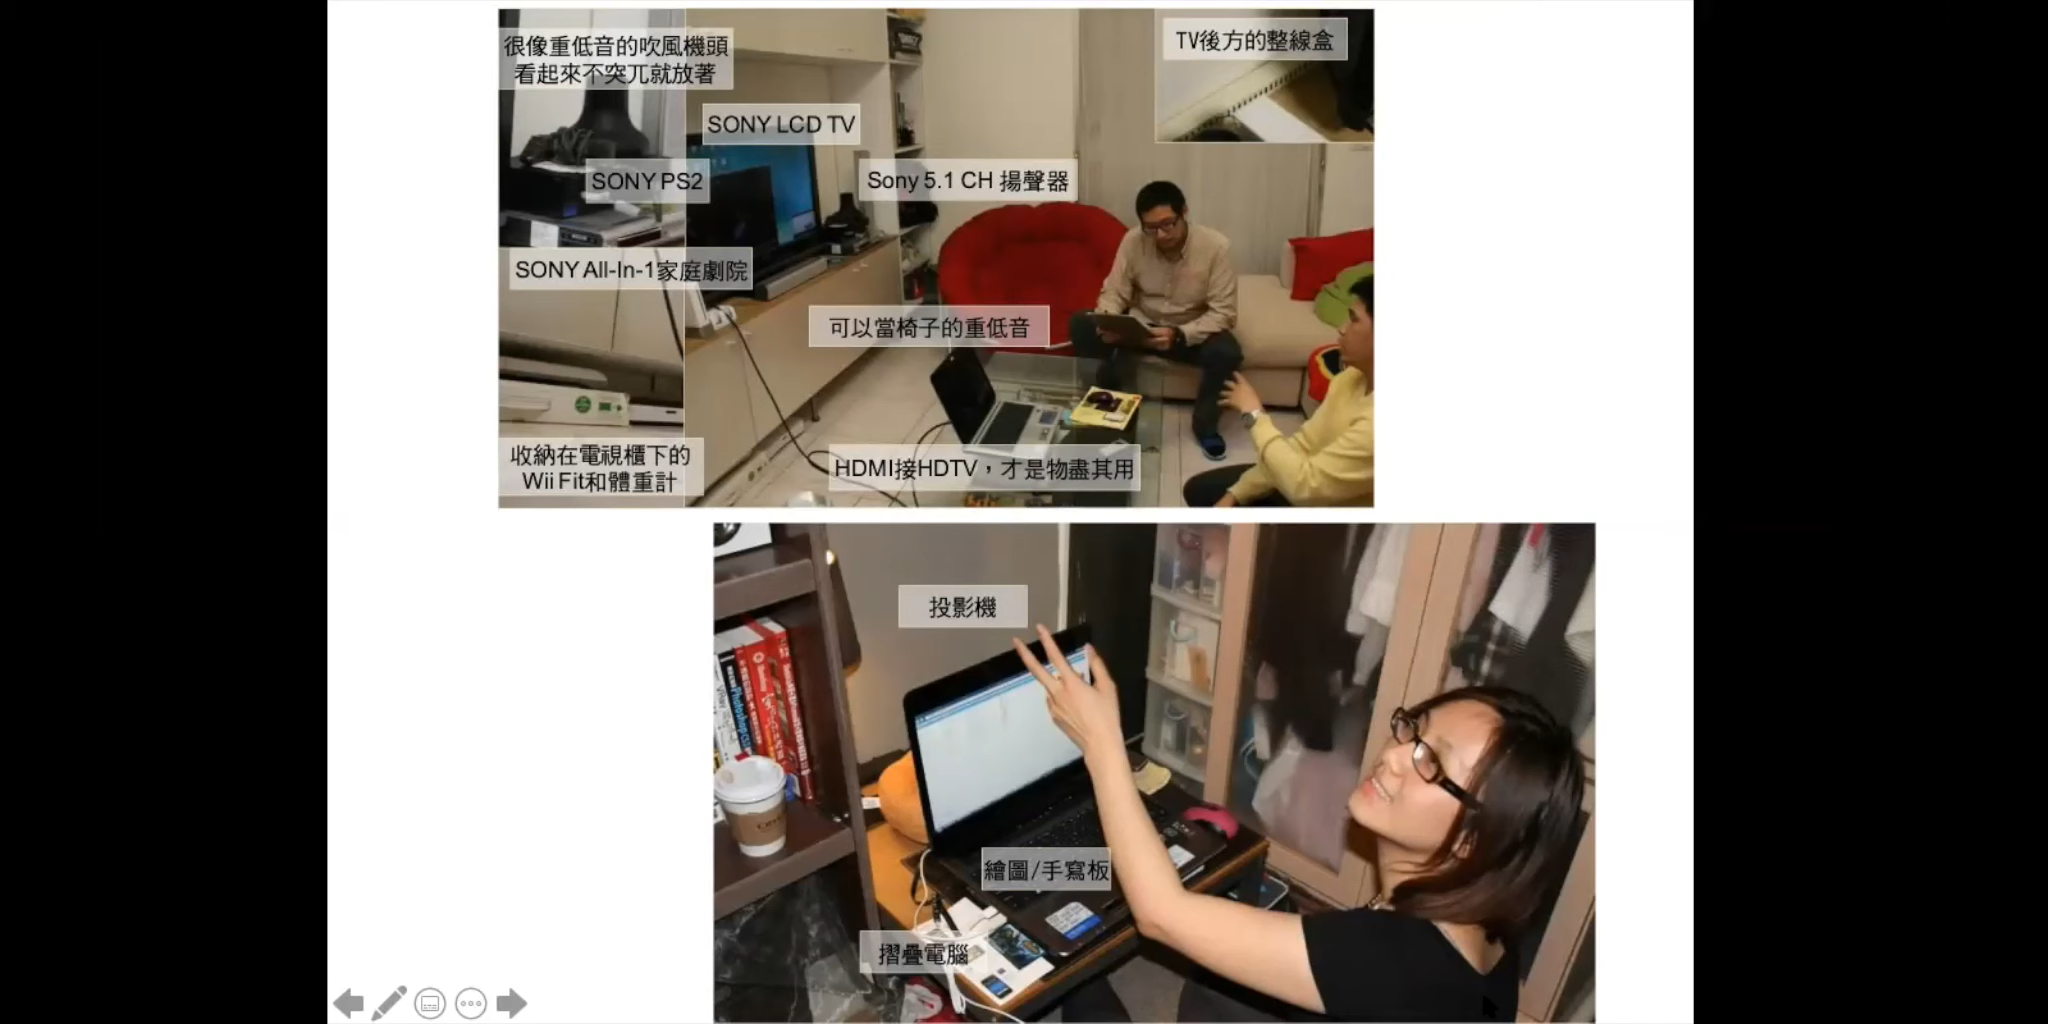 很像重低音的吹風機頭
看起來不突兀就放著
TV後方的整線盒
SONY LCD TV
SONY PS2
Sony 5.1 CH 揚聲器
SONY All-In-1家庭劇院
可以當椅子的重低音
收納在電視櫃下的
Wii Fit和體重計
HDMI接HDTV，才是物盡其用
投影機
Photoshop
繪圖/手寫板
摺疊電腦